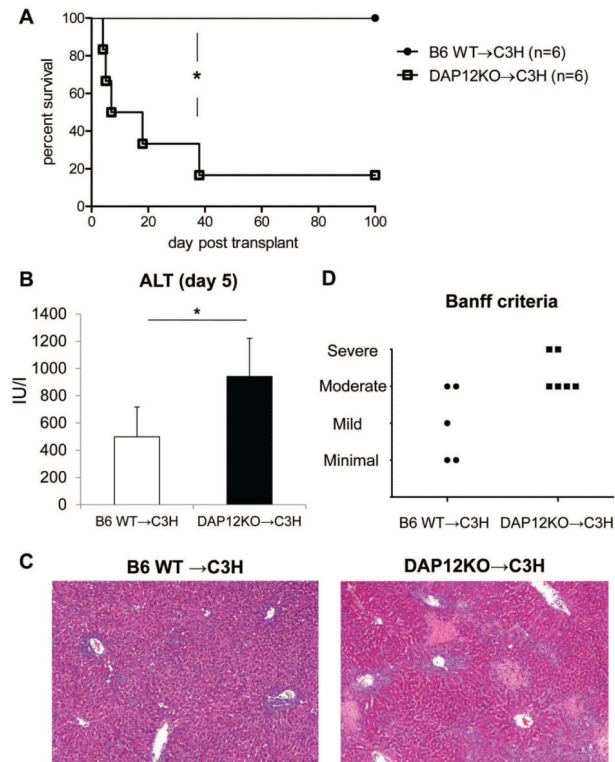 A
percent survival
100
80
60
40
20
0
0 20 40 60 80 100
day post transplant
*
B6 WT→C3H (n=6)
DAP12KO→C3H (n=6)
B
ALT (day 5)
*
IU/l
1400
1200
1000
800
600
400
200
0
B6 WT→C3H DAP12KO→C3H
D
Banff criteria
Severe
Moderate
Mild
Minimal
B6 WT→C3H DAP12KO→C3H
C
B6 WT →C3H DAP12KO→C3H